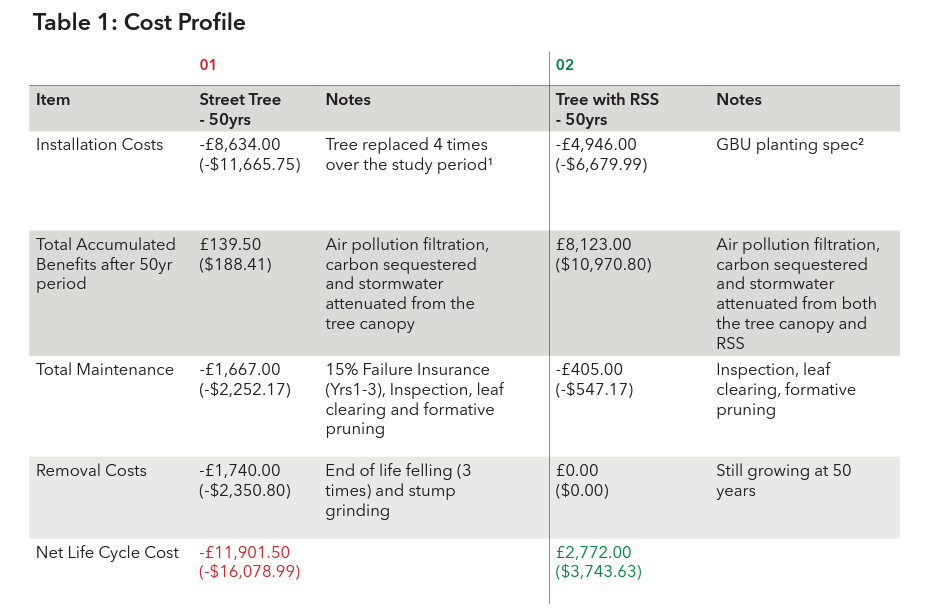 Table 1: Cost Profile
01
02
Item
Street Tree
- 50yrs
Notes
Tree with RSS
- 50yrs
Notes
Installation Costs
-£8,634.00
(-$11,665.75)
Tree replaced 4 times
over the study period¹
-£4,946.00
(-$6,679.99)
GBU planting spec²
Total Accumulated
Benefits after 50yr
period
£139.50
($188.41)
Air pollution filtration,
carbon sequestered
and stormwater
attenuated from the
tree canopy
£8,123.00
($10,970.80)
Air pollution filtration,
carbon sequestered
and stormwater
attenuated from both
the tree canopy and
RSS
Total Maintenance
-£1,667.00
(-$2,252.17)
15% Failure Insurance
(Yrs1-3), Inspection, leaf
clearing and formative
pruning
-£405.00
(-$547.17)
Inspection, leaf
clearing, formative
pruning
Removal Costs
-£1,740.00
(-$2,350.80)
End of life felling (3
times) and stump
grinding
£0.00
($0.00)
Still growing at 50
years
Net Life Cycle Cost
-£11,901.50
(-$16,078.99)
£2,772.00
($3,743.63)